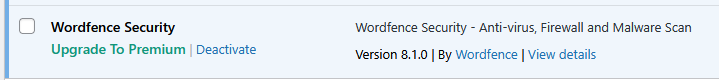 Wordfence Security
Upgrade To Premium | Deactivate
Wordfence Security - Anti-virus, Firewall and Malware Scan
Version 8.1.0 | By Wordfence | View details